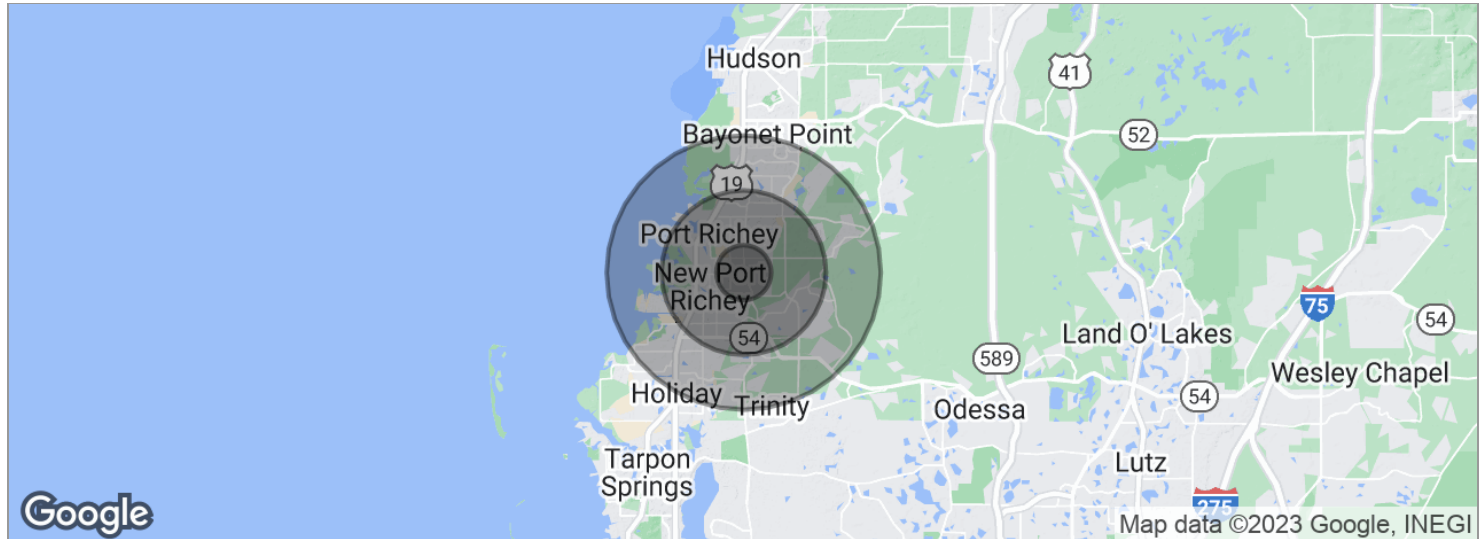 Hudson
41
Bayonet Point
52
19
Port Richey
New Port
Richey
75
54
54
Land O' Lakes
589
Wesley Chapel
Holiday
54
Trinity
Odessa
Tarpon
Springs
Lutz
275
Google
Map data ©2023 Google, INEGI